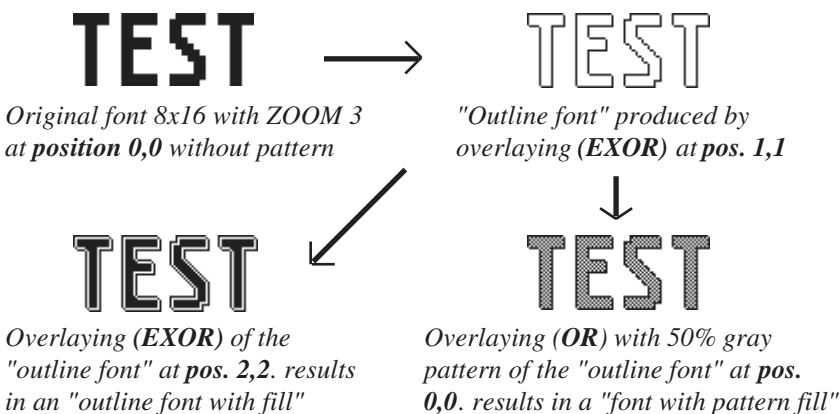 TEST
Original font 8x16 with ZOOM 3
at position 0,0 without pattern
TEST
"Outline font" produced by
overlaying (EXOR) at pos. 1,1
TEST
Overlaying (EXOR) of the
"outline font" at pos. 2,2. results
in an "outline font with fill"
TEST
Overlaying (OR) with 50% gray
pattern of the "outline font" at pos.
0,0. results in a "font with pattern fill"